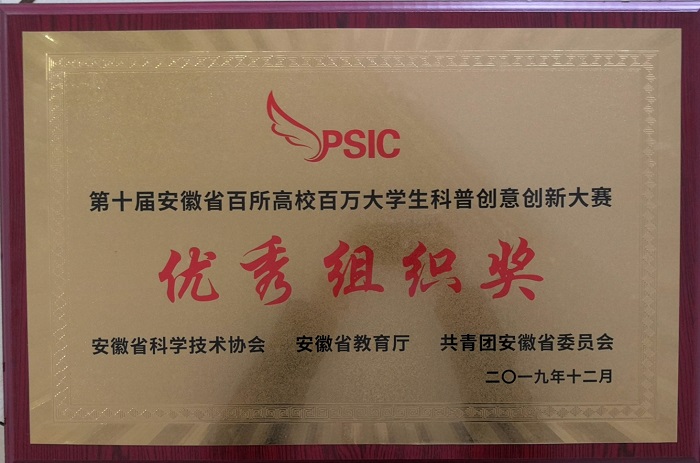 PSIC
第十届安徽省百所高校百万大学生科普创意创新大赛
优秀组织奖
安徽省科学技术协会 安徽省教育厅 共青团安徽省委员会
二〇一九年十二月